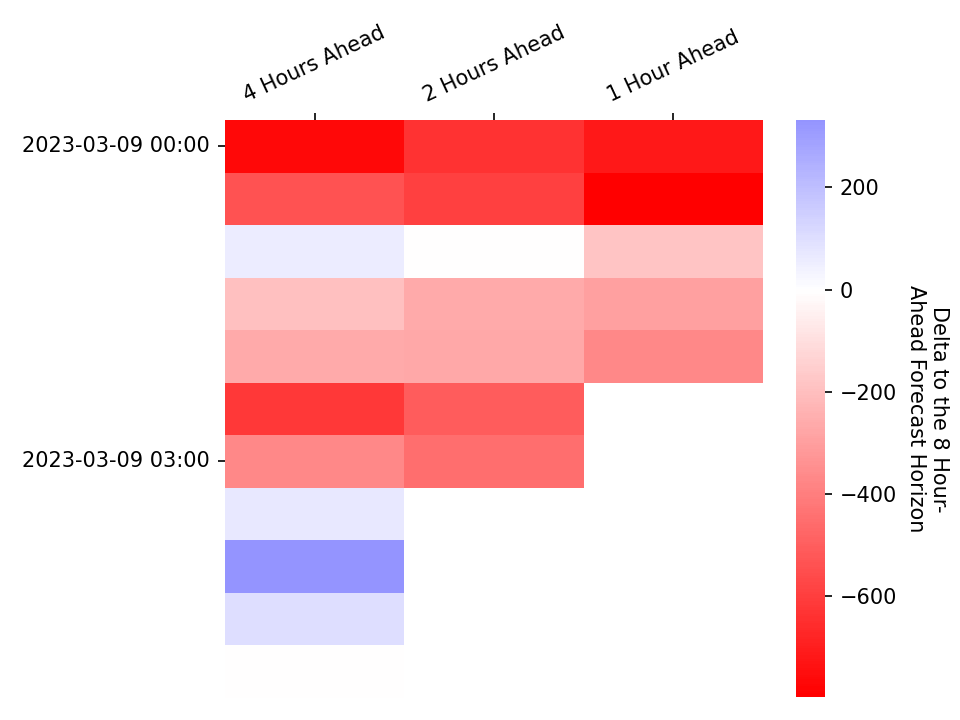 4 Hours Ahead
2 Hours Ahead
1 Hour Ahead
2023-03-09 00:00
2023-03-09 03:00
200
0
−200
−400
−600
Delta to the 8 Hour-
Ahead Forecast Horizon